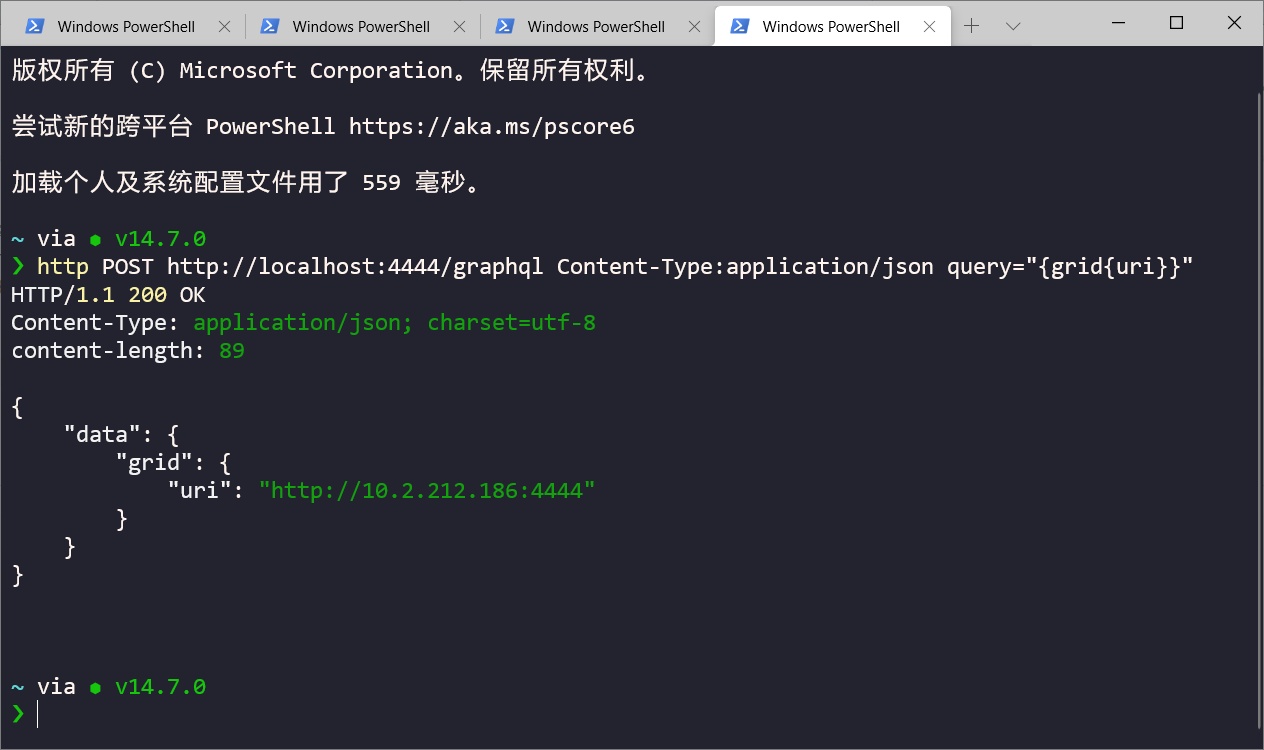 Windows PowerShell
Windows PowerShell
Windows PowerShell
Windows PowerShell
版权所有 (C) Microsoft Corporation。保留所有权利。
尝试新的跨平台 PowerShell https://aka.ms/pscore6
加载个人及系统配置文件用了 559 毫秒。
~ via ⬢ v14.7.0
❯ http POST http://localhost:4444/graphql Content-Type:application/json query="{grid{uri}}"
HTTP/1.1 200 OK
Content-Type: application/json; charset=utf-8
content-length: 89
{
    "data": {
        "grid": {
            "uri": "http://10.2.212.186:4444"
        }
    }
}
~ via ⬢ v14.7.0
❯